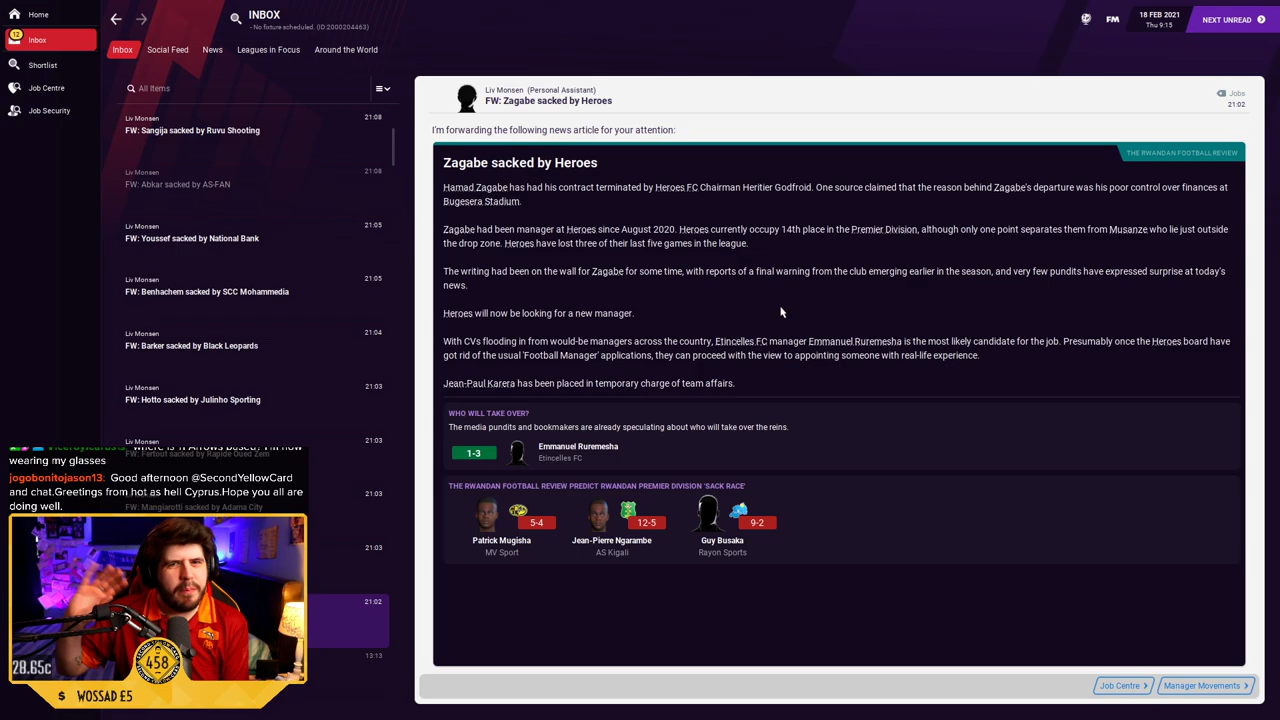 Home
INBOX
- No fixture scheduled. (ID:2000204463)
FM
18 FEB 2021
Thu 9:15
NEXT UNREAD
12
Inbox
Shortlist
Job Centre
Job Security
Inbox
Social Feed
News
Leagues in Focus
Around the World
All Items
Liv Monsen
21:08
FW: Sangija sacked by Ruvu Shooting
Liv Monsen
21:08
FW: Abkar sacked by AS-FAN
Liv Monsen
21:05
FW: Youssef sacked by National Bank
Liv Monsen
21:05
FW: Benhachem sacked by SCC Mohammedia
Liv Monsen
21:04
FW: Barker sacked by Black Leopards
Liv Monsen
21:03
FW: Hotto sacked by Julinho Sporting
Liv Monsen
21:03
FW: Fertout sacked by Rapide Oued Zem
21:03
FW: Mangiarotti sacked by Adama City
21:03
21:02
13:13
Liv Monsen (Personal Assistant)
FW: Zagabe sacked by Heroes
Jobs
21:02
I'm forwarding the following news article for your attention:
THE RWANDAN FOOTBALL REVIEW
Zagabe sacked by Heroes
Hamad Zagabe has had his contract terminated by Heroes FC Chairman Heritier Godfroid. One source claimed that the reason behind Zagabe's departure was his poor control over finances at
Bugesera Stadium.
Zagabe had been manager at Heroes since August 2020. Heroes currently occupy 14th place in the Premier Division, although only one point separates them from Musanze who lie just outside
the drop zone. Heroes have lost three of their last five games in the league.
The writing had been on the wall for Zagabe for some time, with reports of a final warning from the club emerging earlier in the season, and very few pundits have expressed surprise at today's
news.
Heroes will now be looking for a new manager.
With CVs flooding in from would-be managers across the country, Etincelles FC manager Emmanuel Ruremesha is the most likely candidate for the job. Presumably once the Heroes board have
got rid of the usual 'Football Manager' applications, they can proceed with the view to appointing someone with real-life experience.
Jean-Paul Karera has been placed in temporary charge of team affairs.
WHO WILL TAKE OVER?
The media pundits and bookmakers are already speculating about who will take over the reins.
1-3
Emmanuel Ruremesha
Etincelles FC
THE RWANDAN FOOTBALL REVIEW PREDICT RWANDAN PREMIER DIVISION 'SACK RACE'
5-4
Patrick Mugisha
MV Sport
12-5
Jean-Pierre Ngarambe
AS Kigali
9-2
Guy Busaka
Rayon Sports
Job Centre
Manager Movements
wearing my glasses
jogobonitojason13: Good afternoon @SecondYellowCard
and chat.Greetings from hot as hell Cyprus.Hope you all are
doing well.
28.65c
458
$ WOSSAD £5